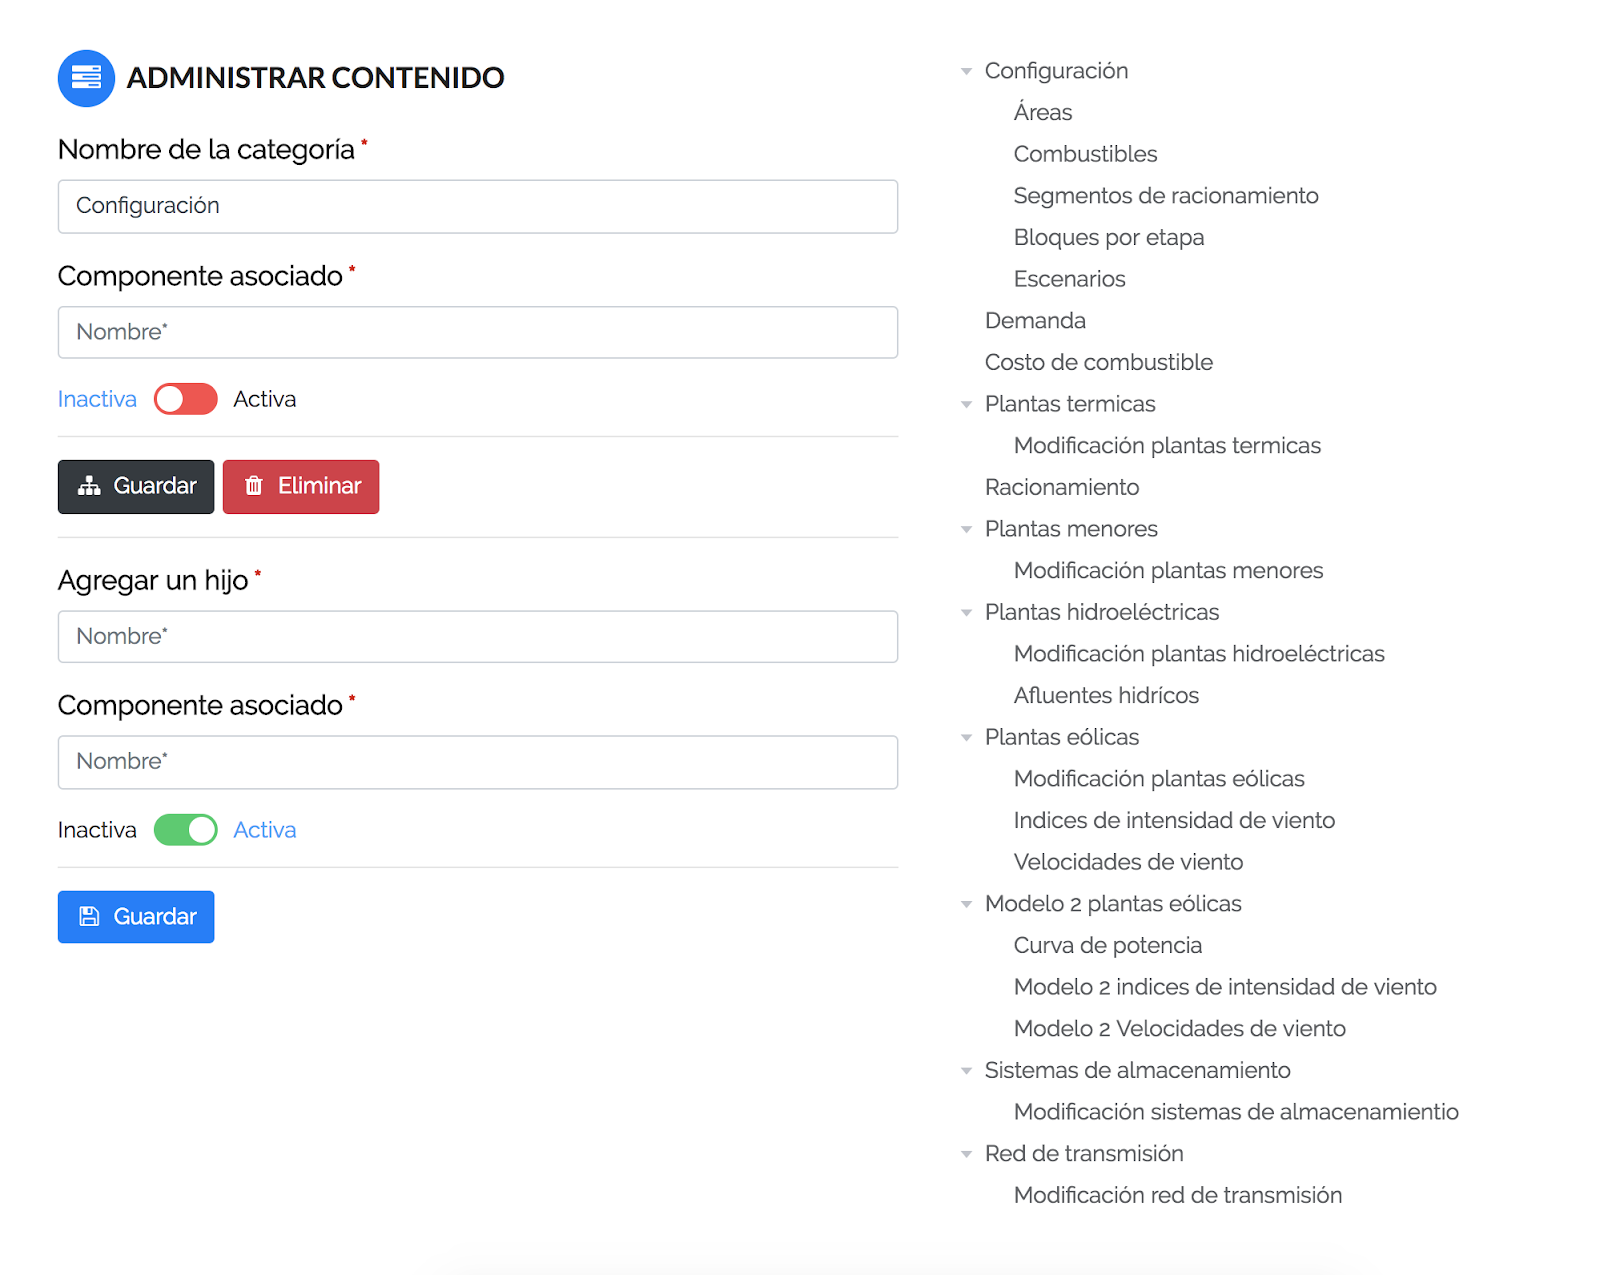 ADMINISTRAR CONTENIDO
Nombre de la categoría *
Configuración
Componente asociado *
Nombre*
Inactiva Activa
Guardar Eliminar
Agregar un hijo *
Nombre*
Componente asociado *
Nombre*
Inactiva Activa
Guardar
Configuración
Áreas
Combustibles
Segmentos de racionamiento
Bloques por etapa
Escenarios
Demanda
Costo de combustible
Plantas termicas
Modificación plantas termicas
Racionamiento
Plantas menores
Modificación plantas menores
Plantas hidroeléctricas
Modificación plantas hidroeléctricas
Afluentes hidrícos
Plantas eólicas
Modificación plantas eólicas
Indices de intensidad de viento
Velocidades de viento
Modelo 2 plantas eólicas
Curva de potencia
Modelo 2 indices de intensidad de viento
Modelo 2 Velocidades de viento
Sistemas de almacenamiento
Modificación sistemas de almacenamientio
Red de transmisión
Modificación red de transmisión